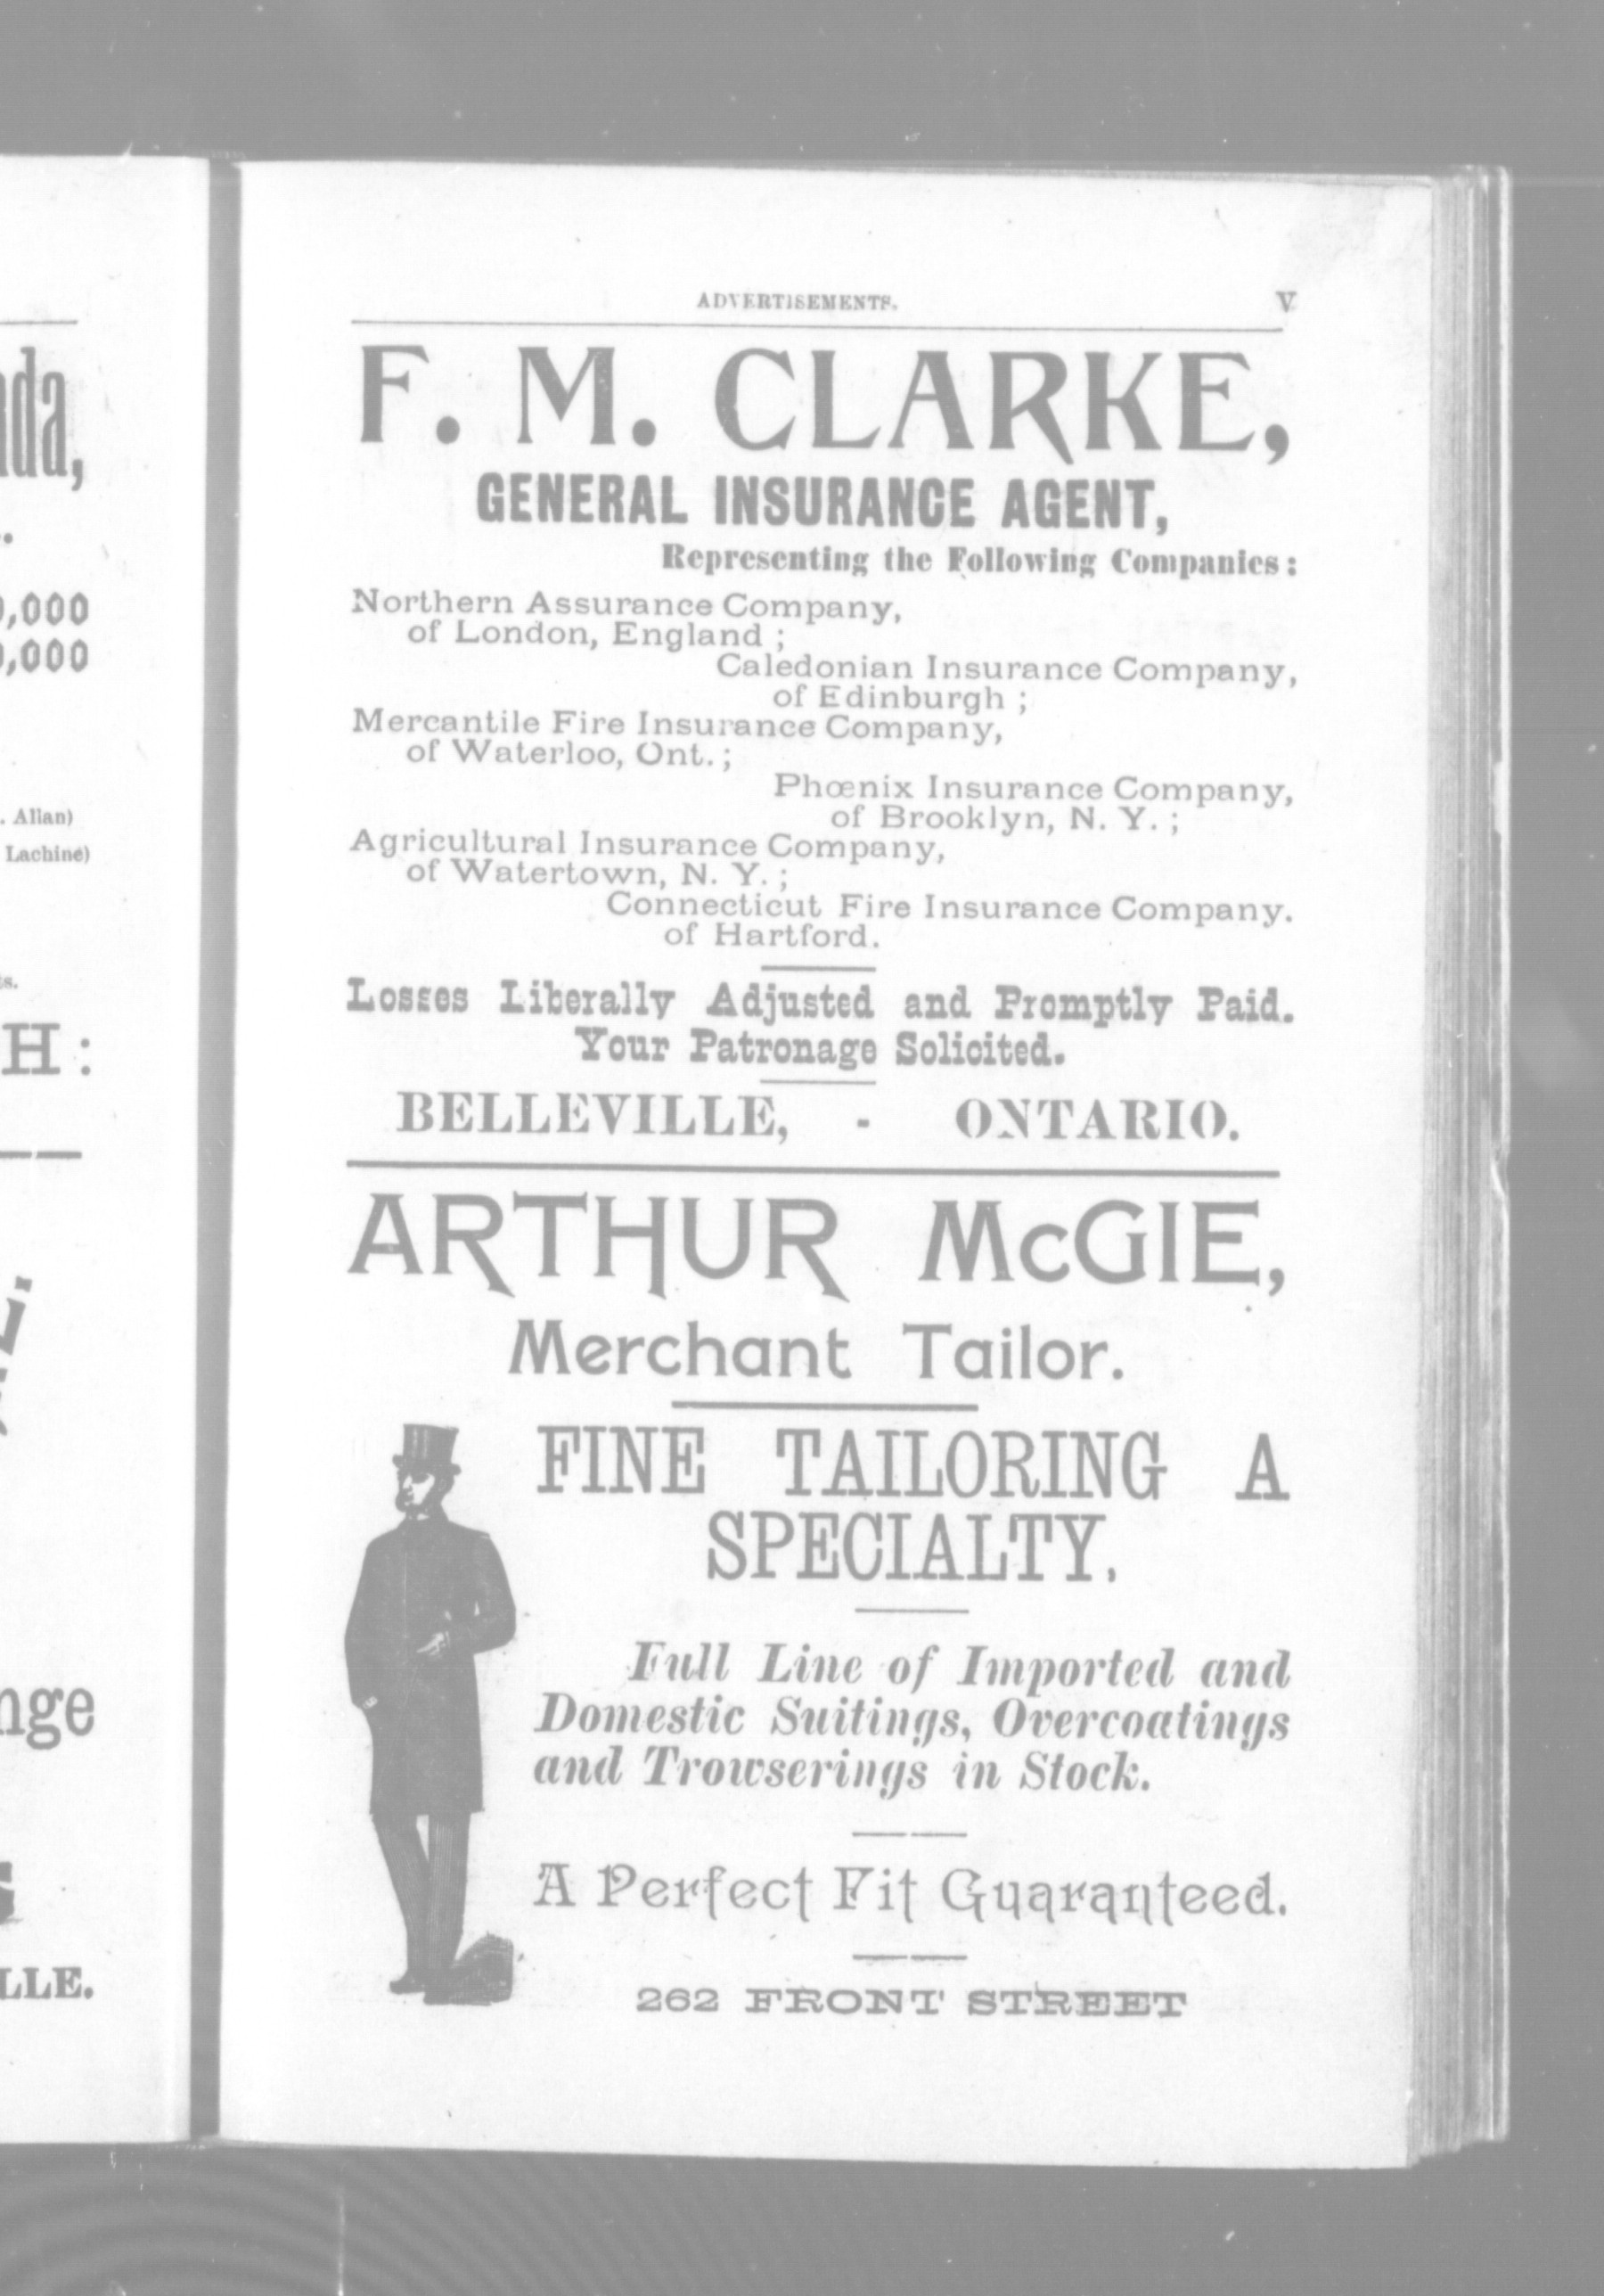 ada,
0,000
0,000
. Allan)
Lachine)
ts.
H:
nge
LLE.
ADVERTISEMENTS. V
F. M. CLARKE,
GENERAL INSURANCE AGENT,
Representing the Following Companies:
Northern Assurance Company,
of London, England ;
Caledonian Insurance Company,
of Edinburgh ;
Mercantile Fire Insurance Company,
of Waterloo, Ont. ;
Phœnix Insurance Company,
of Brooklyn, N. Y. ;
Agricultural Insurance Company,
of Watertown, N. Y. ;
Connecticut Fire Insurance Company.
of Hartford.
Losses Liberally Adjusted and Promptly Paid.
Your Patronage Solicited.
BELLEVILLE, - ONTARIO.
ARTHUR McGIE,
Merchant Tailor.
FINE TAILORING A
SPECIALTY.
Full Line of Imported and
Domestic Suitings, Overcoatings
and Trowserings in Stock.
A Perfect Fit Guaranteed.
262 FRONT STREET